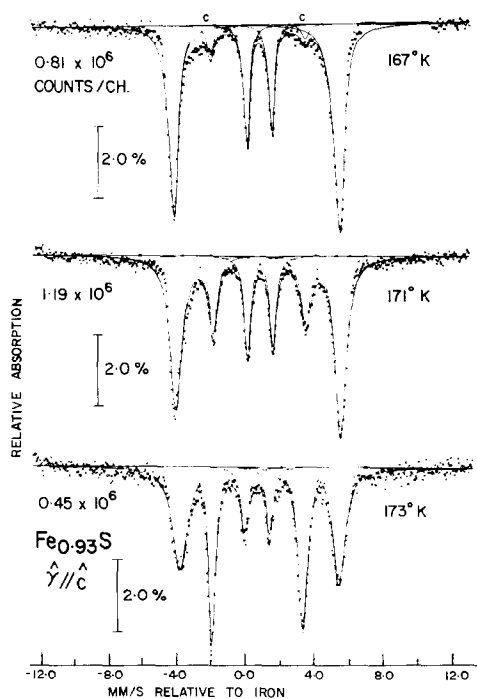 c c
0·81 x 10⁶
COUNTS/CH.
167°K
2·0%
1·19 x 10⁶
171°K
2·0%
RELATIVE ABSORPTION
0·45 x 10⁶
173°K
Fe₀.₉₃S
γ̂//ĉ
2·0%
-12·0 -8·0 -4·0 0·0 4·0 8·0 12·0
MM/S RELATIVE TO IRON